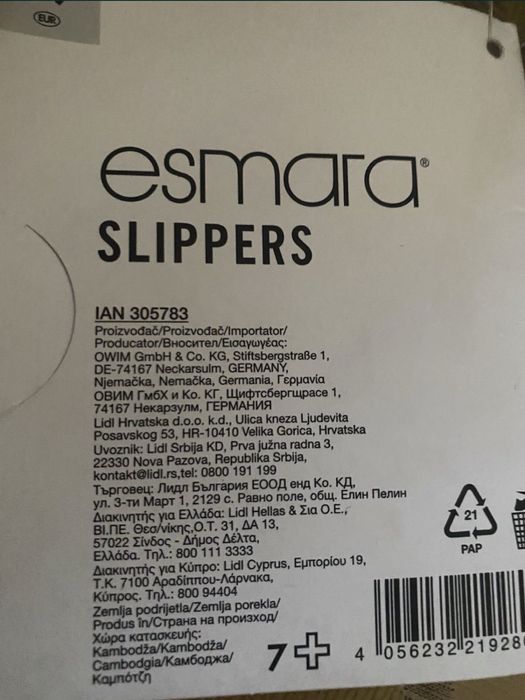 EUR
esmara®
SLIPPERS
IAN 305783
Proizvođač/Proizvođač/Importator/
Producator/Вносител/Εισαγωγέας:
OWIM GmbH & Co. KG, Stiftsbergstraße 1,
DE-74167 Neckarsulm, GERMANY,
Njemačka, Nemačka, Germania, Γερμανία
ОВИМ ГмбХ и Ко. КГ, Щифтсбергщрасе 1,
74167 Некарзулм, ГЕРМАНИЯ
Lidl Hrvatska d.o.o. k.d., Ulica kneza Ljudevita
Posavskog 53, HR-10410 Velika Gorica, Hrvatska
Uvoznik: Lidl Srbija KD, Prva južna radna 3,
22330 Nova Pazova, Republika Srbija,
kontakt@lidl.rs,tel: 0800 191 199
Търговец: Лидл България ЕООД енд Ко. КД,
ул. 3-ти Март 1, 2129 с. Равно поле, общ. Елин Пелин
Διακινητής για Ελλάδα: Lidl Hellas & Σια Ο.Ε.,
ΒΙ.ΠΕ. Θεσ/νίκης,Ο.Τ. 31, ΔΑ 13,
57022 Σίνδος - Δήμος Δέλτα,
Ελλάδα. Τηλ.: 800 111 3333
Διακινητής για Κύπρο: Lidl Cyprus, Εμπορίου 19,
Τ.Κ. 7100 Αραδίππου-Λάρνακα,
Κύπρος. Τηλ.: 800 94404
Zemlja podrijetla/Zemlja porekla/
Produs în/Страна на произход/
Χώρα κατασκευής:
Kambodža/Kambodža/
Cambodgia/Камбоджа/
Καμπότζη
7+
21
PAP
4 056232 21928